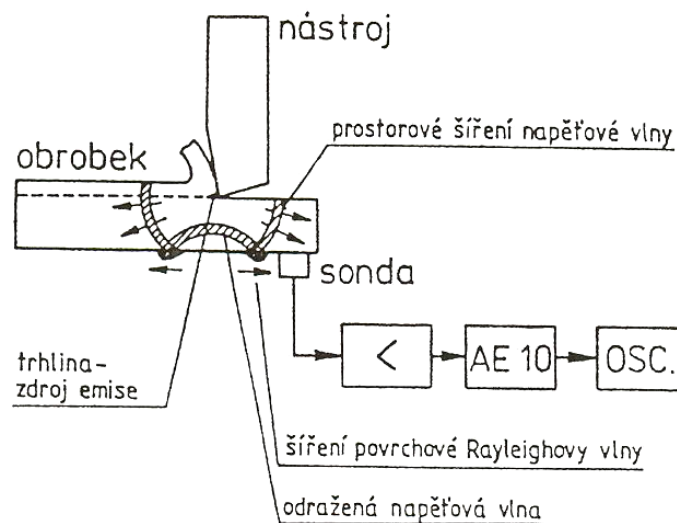 nástroj
prostorové šíření napěťové vlny
obrobek
sonda
< AE 10 OSC.
trhlina-
zdroj emise
šíření povrchové Rayleighovy vlny
odražená napěťová vlna